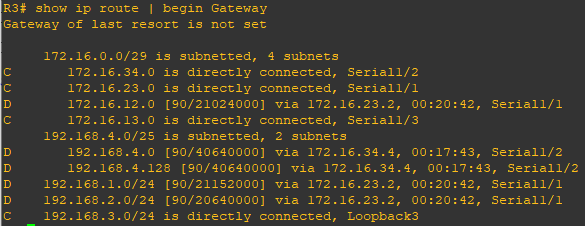 R3# show ip route | begin Gateway
Gateway of last resort is not set
172.16.0.0/29 is subnetted, 4 subnets
C 172.16.34.0 is directly connected, Serial1/2
C 172.16.23.0 is directly connected, Serial1/1
D 172.16.12.0 [90/21024000] via 172.16.23.2, 00:20:42, Serial1/1
C 172.16.13.0 is directly connected, Serial1/3
192.168.4.0/25 is subnetted, 2 subnets
D 192.168.4.0 [90/40640000] via 172.16.34.4, 00:17:43, Serial1/2
D 192.168.4.128 [90/40640000] via 172.16.34.4, 00:17:43, Serial1/2
D 192.168.1.0/24 [90/21152000] via 172.16.23.2, 00:20:42, Serial1/1
D 192.168.2.0/24 [90/20640000] via 172.16.23.2, 00:20:42, Serial1/1
C 192.168.3.0/24 is directly connected, Loopback3